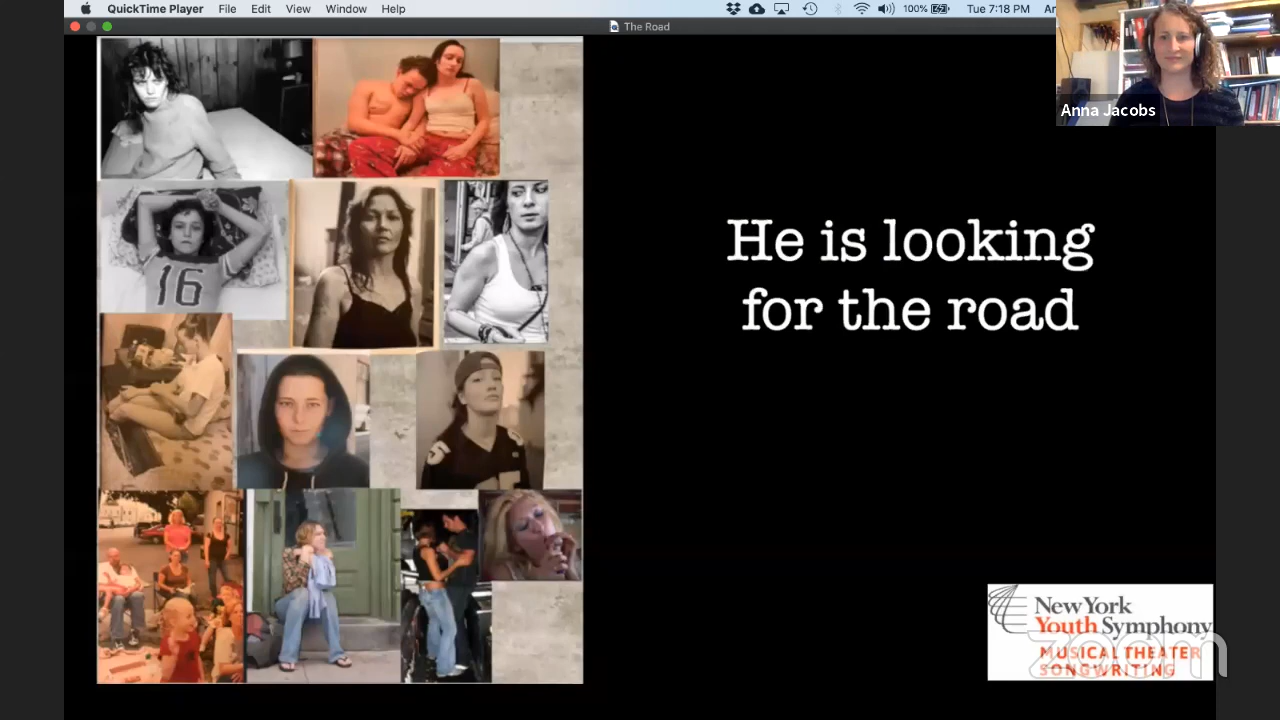 QuickTime Player File Edit View Window Help
100%
Tue 7:18 PM
The Road
Anna Jacobs
He is looking
for the road
16
5
New York
Youth Symphony
MUSICAL THEATER
SONGWRITING
zoom